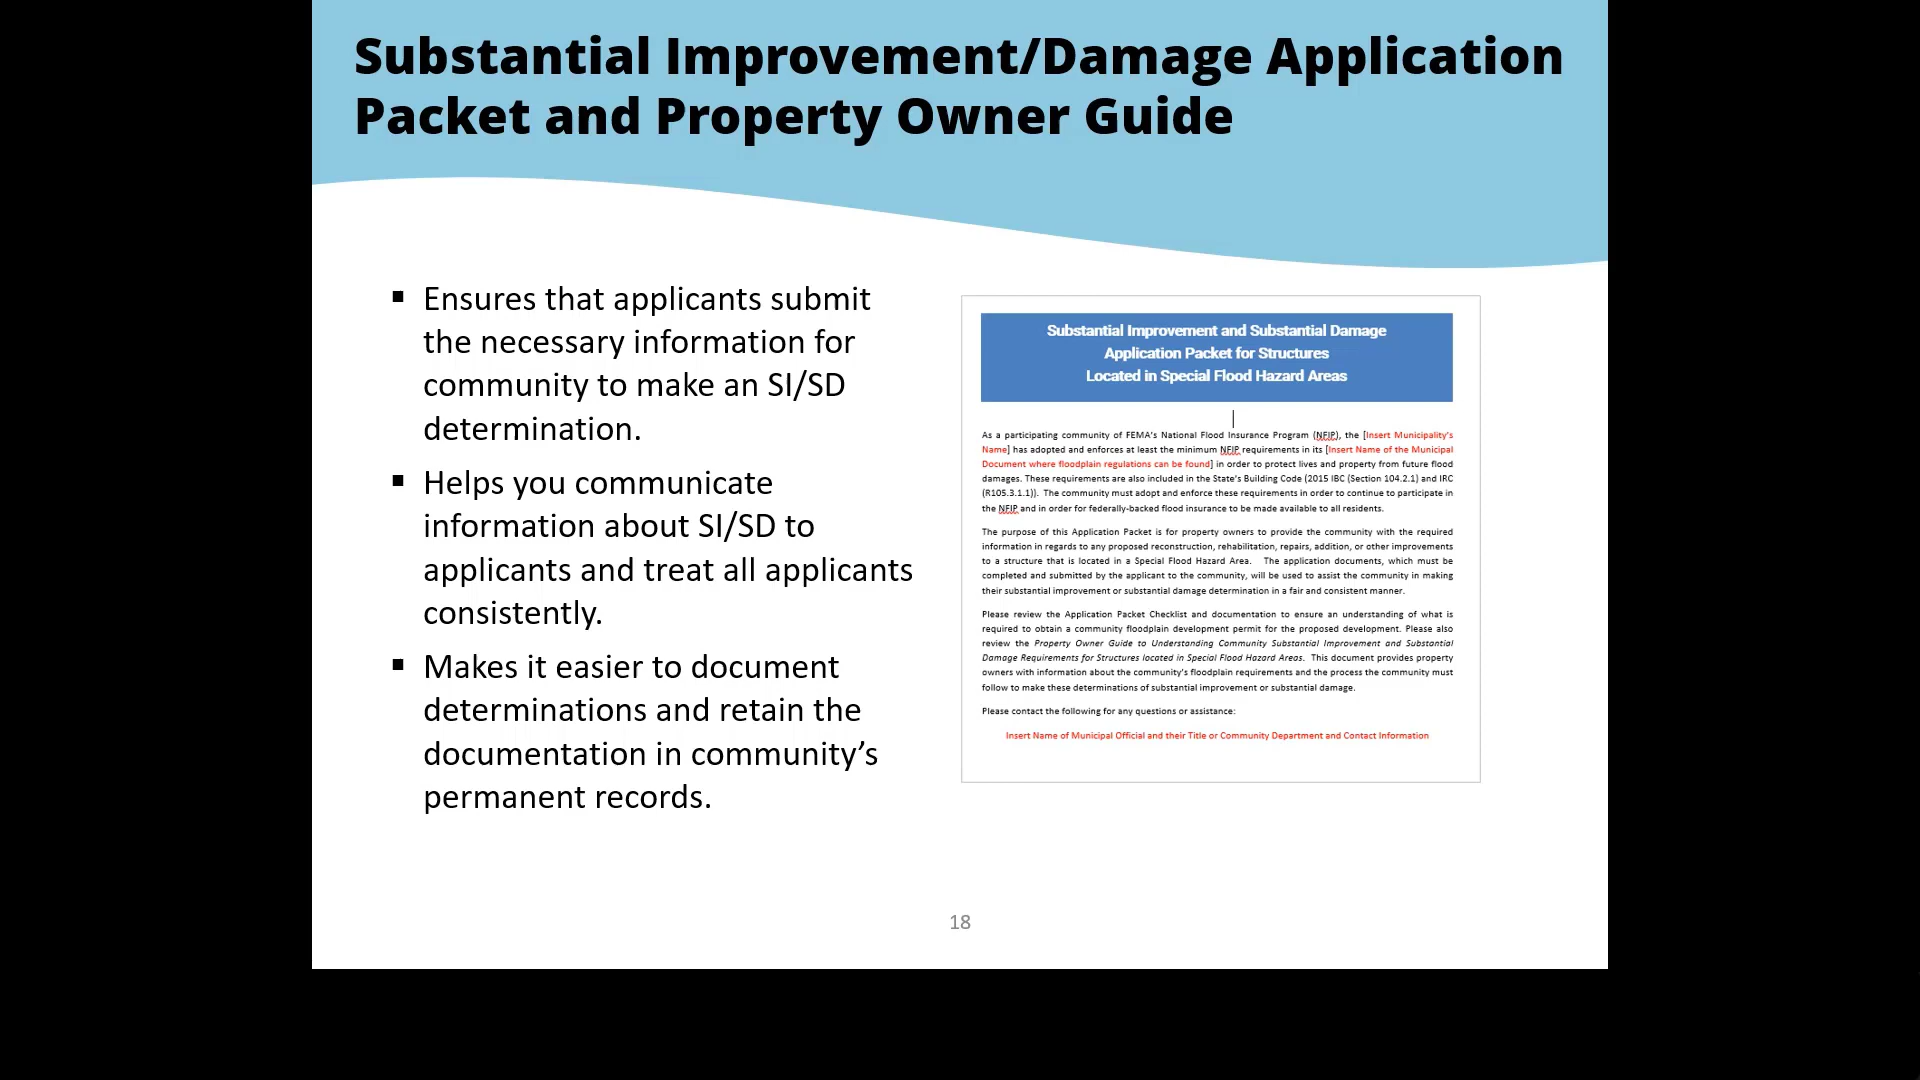 Substantial Improvement/Damage Application
Packet and Property Owner Guide
▪ Ensures that applicants submit
the necessary information for
community to make an SI/SD
determination.
▪ Helps you communicate
information about SI/SD to
applicants and treat all applicants
consistently.
▪ Makes it easier to document
determinations and retain the
documentation in community’s
permanent records.
Substantial Improvement and Substantial Damage
Application Packet for Structures
Located in Special Flood Hazard Areas
As a participating community of FEMA’s National Flood Insurance Program (NFIP), the [Insert Municipality’s
Name] has adopted and enforces at least the minimum NFIP requirements in its [Insert Name of the Municipal
Document where floodplain regulations can be found] in order to protect lives and property from future flood
damages. These requirements are also included in the State’s Building Code (2015 IBC (Section 104.2.1) and IRC
(R105.3.1.1)). The community must adopt and enforce these requirements in order to continue to participate in
the NFIP and in order for federally-backed flood insurance to be made available to all residents.
The purpose of this Application Packet is for property owners to provide the community with the required
information in regards to any proposed reconstruction, rehabilitation, repairs, addition, or other improvements
to a structure that is located in a Special Flood Hazard Area. The application documents, which must be
completed and submitted by the applicant to the community, will be used to assist the community in making
their substantial improvement or substantial damage determination in a fair and consistent manner.
Please review the Application Packet Checklist and documentation to ensure an understanding of what is
required to obtain a community floodplain development permit for the proposed development. Please also
review the Property Owner Guide to Understanding Community Substantial Improvement and Substantial
Damage Requirements for Structures located in Special Flood Hazard Areas. This document provides property
owners with information about the community’s floodplain requirements and the process the community must
follow to make these determinations of substantial improvement or substantial damage.
Please contact the following for any questions or assistance:
Insert Name of Municipal Official and their Title or Community Department and Contact Information
18